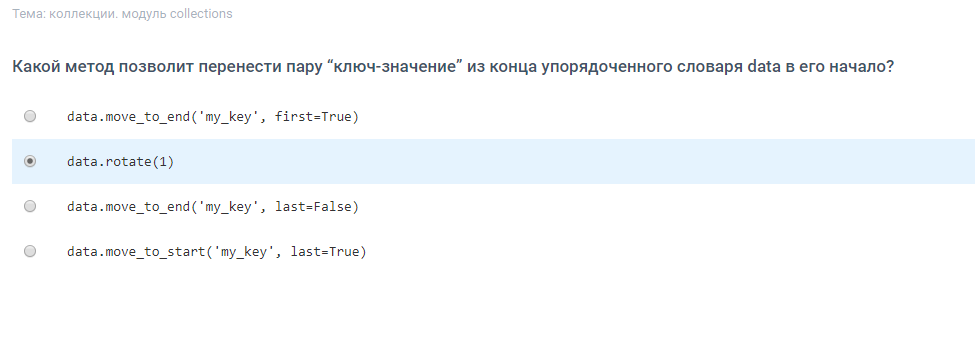 Тема: коллекции. модуль collections
Какой метод позволит перенести пару “ключ-значение” из конца упорядоченного словаря data в его начало?
data.move_to_end('my_key', first=True)
data.rotate(1)
data.move_to_end('my_key', last=False)
data.move_to_start('my_key', last=True)